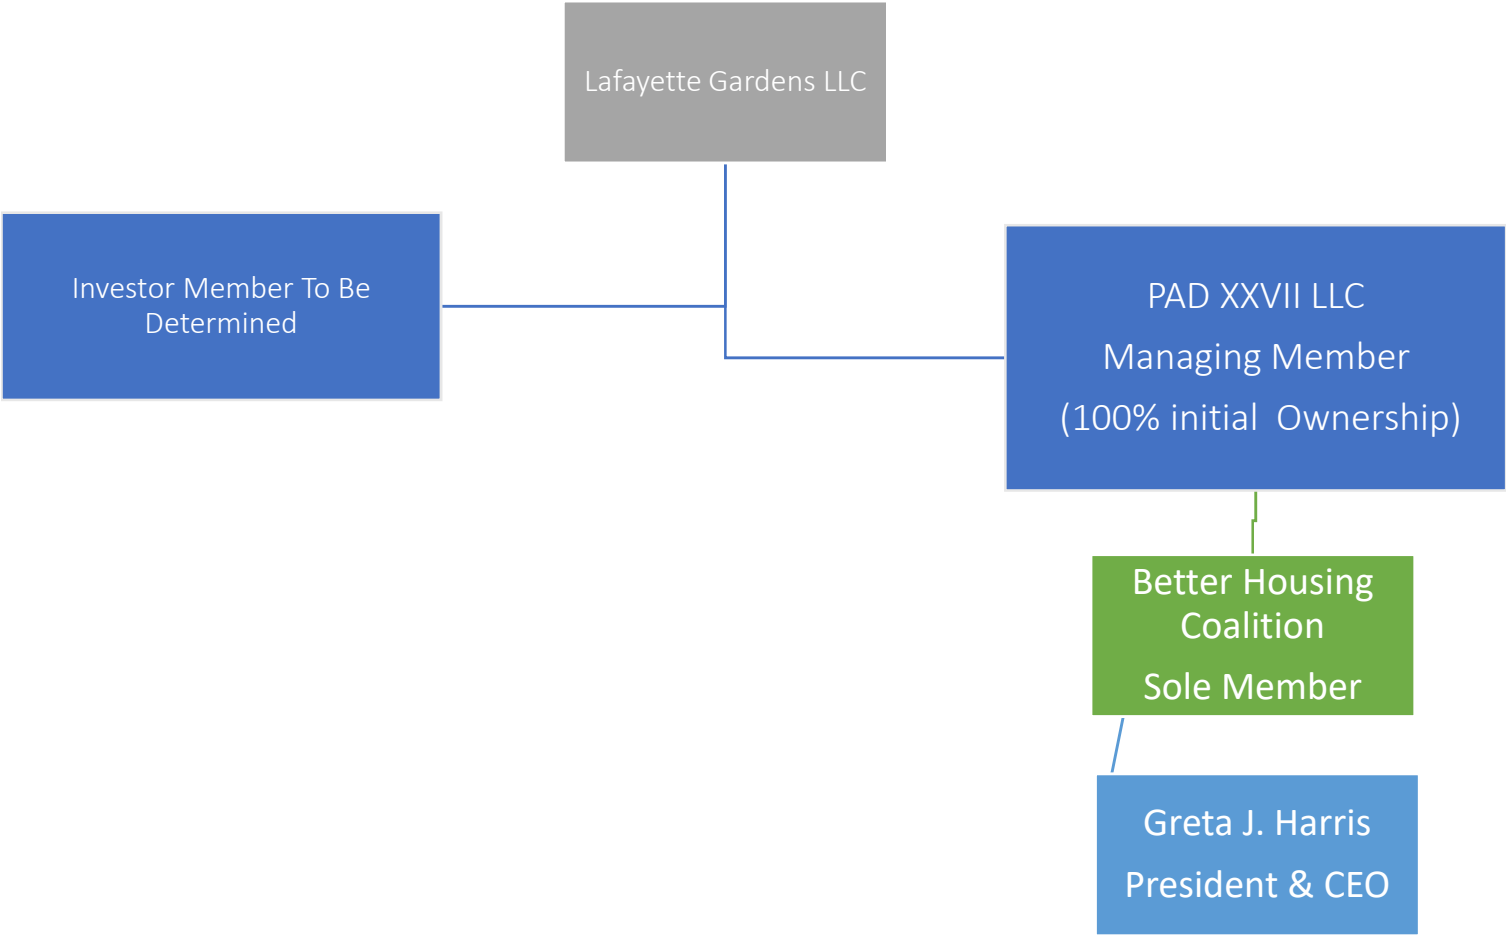 Lafayette Gardens LLC
Investor Member To Be
Determined
PAD XXVII LLC
Managing Member
(100% initial  Ownership)
Better Housing
Coalition
Sole Member
Greta J. Harris
President & CEO